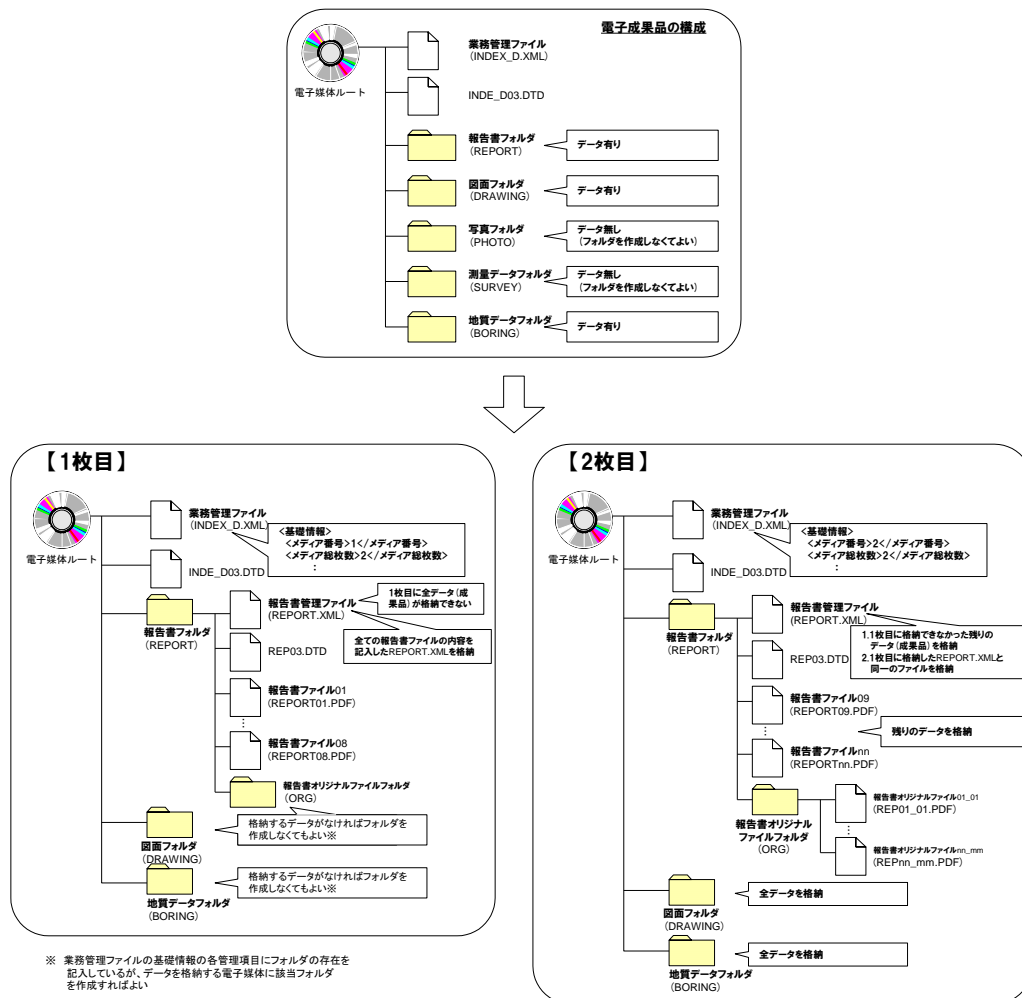 電子成果品の構成
電子媒体ルート
業務管理ファイル
(INDEX_D.XML)
INDE_D03.DTD
報告書フォルダ
(REPORT)
データ有り
図面フォルダ
(DRAWING)
データ有り
写真フォルダ
(PHOTO)
データ無し
(フォルダを作成しなくてよい)
測量データフォルダ
(SURVEY)
データ無し
(フォルダを作成しなくてよい)
地質データフォルダ
(BORING)
データ有り
【1枚目】
電子媒体ルート
業務管理ファイル
(INDEX_D.XML)
<基礎情報>
<メディア番号>1</メディア番号>
<メディア総枚数>2</メディア総枚数>
:
INDE_D03.DTD
報告書フォルダ
(REPORT)
報告書管理ファイル
(REPORT.XML)
1枚目に全データ(成
果品)が格納できない
全ての報告書ファイルの内容を
記入したREPORT.XMLを格納
REP03.DTD
報告書ファイル01
(REPORT01.PDF)
…
報告書ファイル08
(REPORT08.PDF)
報告書オリジナルファイルフォルダ
(ORG)
格納するデータがなければフォルダを
作成しなくてもよい※
図面フォルダ
(DRAWING)
格納するデータがなければフォルダを
作成しなくてもよい※
地質データフォルダ
(BORING)
※ 業務管理ファイルの基礎情報の各管理項目にフォルダの存在を
記入しているが、データを格納する電子媒体に該当フォルダ
を作成すればよい
【2枚目】
電子媒体ルート
業務管理ファイル
(INDEX_D.XML)
<基礎情報>
<メディア番号>2</メディア番号>
<メディア総枚数>2</メディア総枚数>
:
INDE_D03.DTD
報告書フォルダ
(REPORT)
報告書管理ファイル
(REPORT.XML)
1.1枚目に格納できなかった残りの
データ(成果品)を格納
2.1枚目に格納したREPORT.XMLと
同一のファイルを格納
REP03.DTD
報告書ファイル09
(REPORT09.PDF)
…
残りのデータを格納
報告書ファイルnn
(REPORTnn.PDF)
報告書オリジナル
ファイルフォルダ
(ORG)
報告書オリジナルファイル01_01
(REP01_01.PDF)
…
報告書オリジナルファイルnn_mm
(REPnn_mm.PDF)
図面フォルダ
(DRAWING)
全データを格納
地質データフォルダ
(BORING)
全データを格納